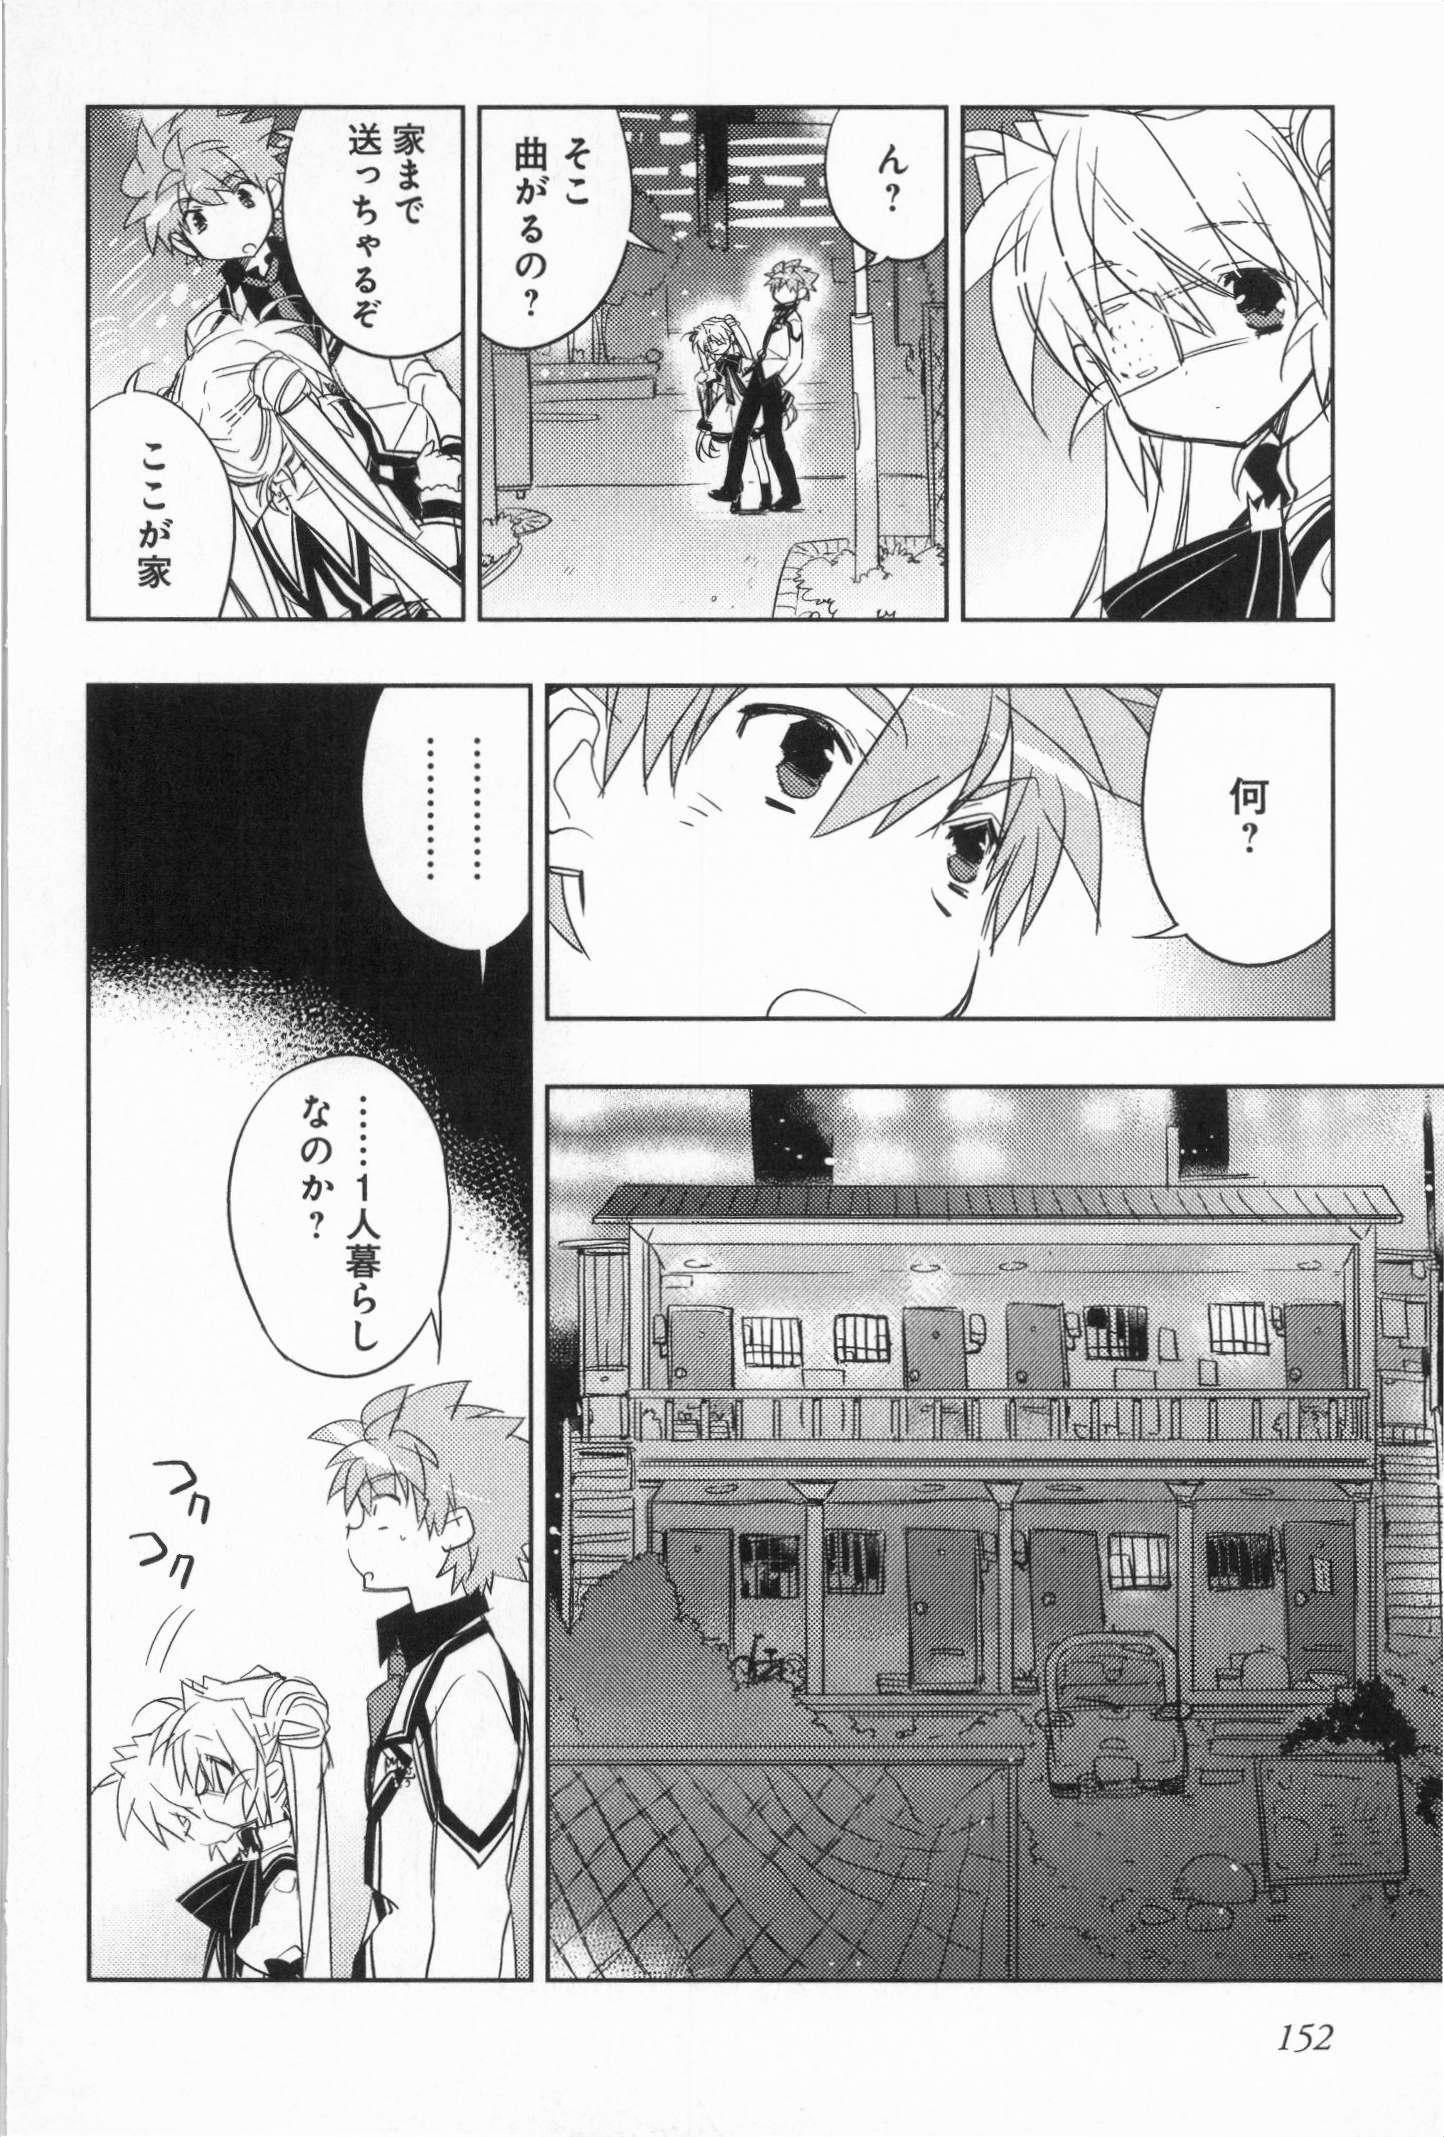 ん?
そこ
曲がるの?
家まで
送っちゃるぞ
ここが家
何?
…………
…………
……1人暮らし
なのか?
コク
コク
152